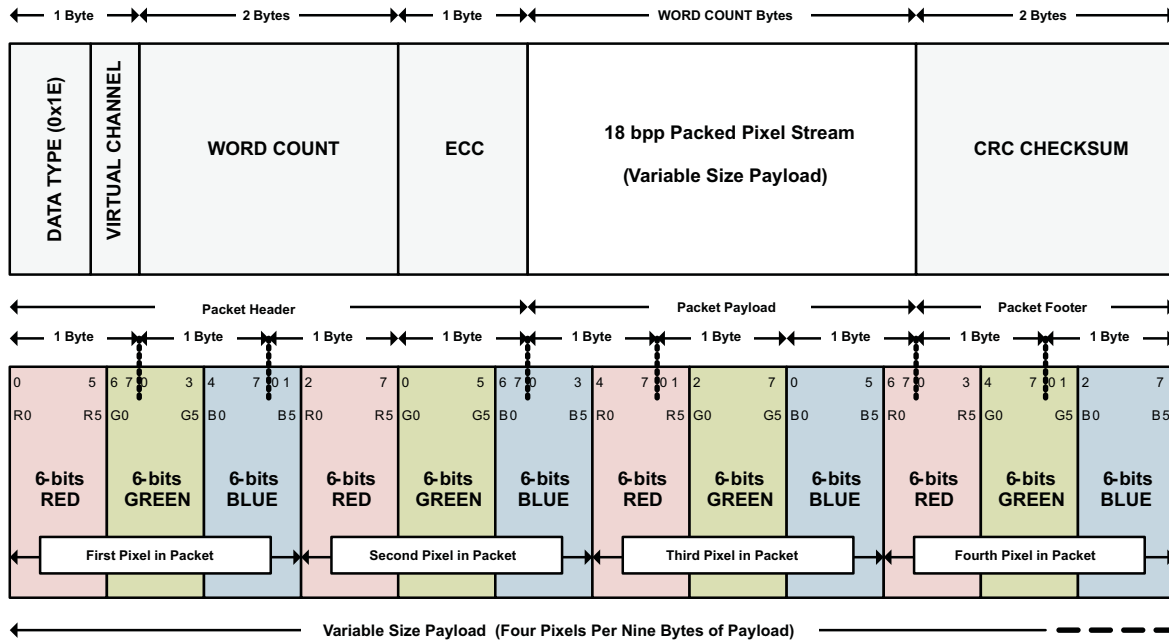 1 Byte 2 Bytes 1 Byte WORD COUNT Bytes 2 Bytes
DATA TYPE (0x1E)
VIRTUAL CHANNEL
WORD COUNT
ECC
18 bpp Packed Pixel Stream
(Variable Size Payload)
CRC CHECKSUM
Packet Header Packet Payload Packet Footer
1 Byte 1 Byte 1 Byte 1 Byte 1 Byte 1 Byte 1 Byte 1 Byte 1 Byte
0 5 6 7 0 3 4 7 0 1 2 7 0 5 6 7 0 3 4 7 0 1 2 7 0 5 6 7 0 3 4 7 0 1 2 7
R0 R5 G0 G5 B0 B5 R0 R5 G0 G5 B0 B5 R0 R5 G0 G5 B0 B5 R0 R5 G0 G5 B0 B5
6-bits 6-bits 6-bits 6-bits 6-bits 6-bits 6-bits 6-bits 6-bits 6-bits 6-bits 6-bits
RED GREEN BLUE RED GREEN BLUE RED GREEN BLUE RED GREEN BLUE
First Pixel in Packet Second Pixel in Packet Third Pixel in Packet Fourth Pixel in Packet
Variable Size Payload (Four Pixels Per Nine Bytes of Payload)